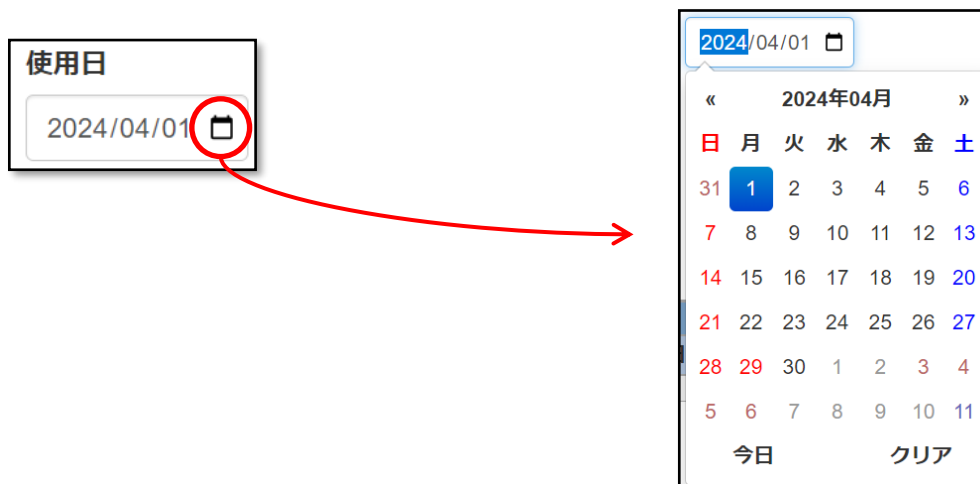 使用日
2024/04/01
2024/04/01
« 2024年04月 »
日 月 火 水 木 金 土
31 1 2 3 4 5 6
7 8 9 10 11 12 13
14 15 16 17 18 19 20
21 22 23 24 25 26 27
28 29 30 1 2 3 4
5 6 7 8 9 10 11
今日 クリア